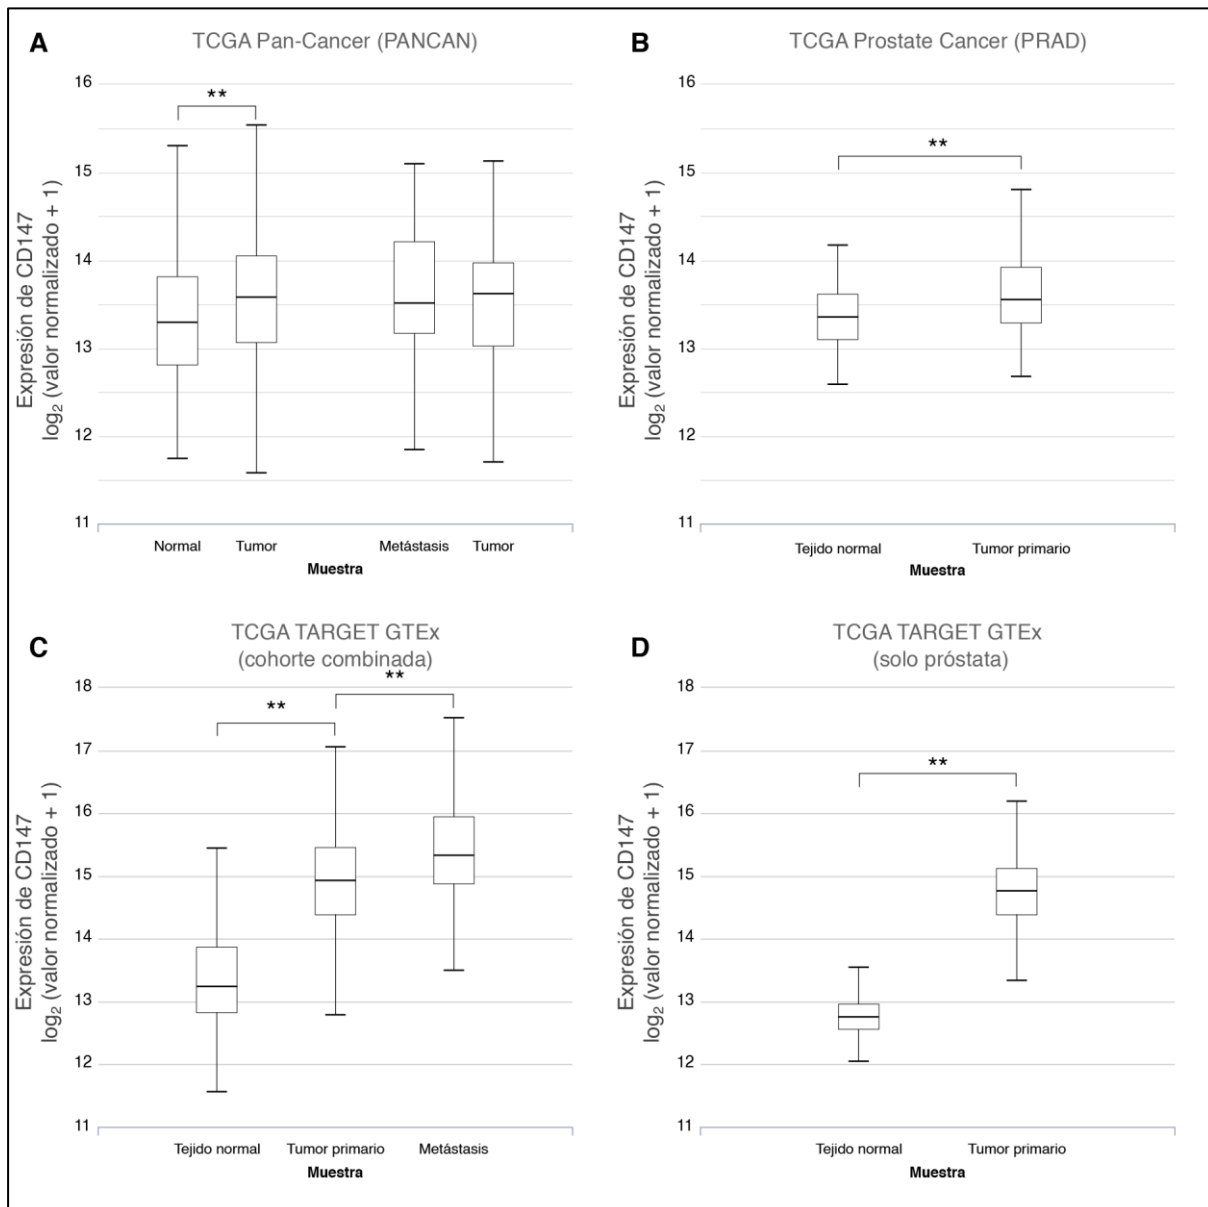 A
TCGA Pan-Cancer (PANCAN)
Expresión de CD147
log₂ (valor normalizado + 1)
16
15
14
13
12
11
**
Normal
Tumor
Metástasis
Tumor
Muestra
B
TCGA Prostate Cancer (PRAD)
Expresión de CD147
log₂ (valor normalizado + 1)
16
15
14
13
12
11
**
Tejido normal
Tumor primario
Muestra
C
TCGA TARGET GTEx
(cohorte combinada)
Expresión de CD147
log₂ (valor normalizado + 1)
18
17
16
15
14
13
12
11
**
**
Tejido normal
Tumor primario
Metástasis
Muestra
D
TCGA TARGET GTEx
(solo próstata)
Expresión de CD147
log₂ (valor normalizado + 1)
18
17
16
15
14
13
12
11
**
Tejido normal
Tumor primario
Muestra